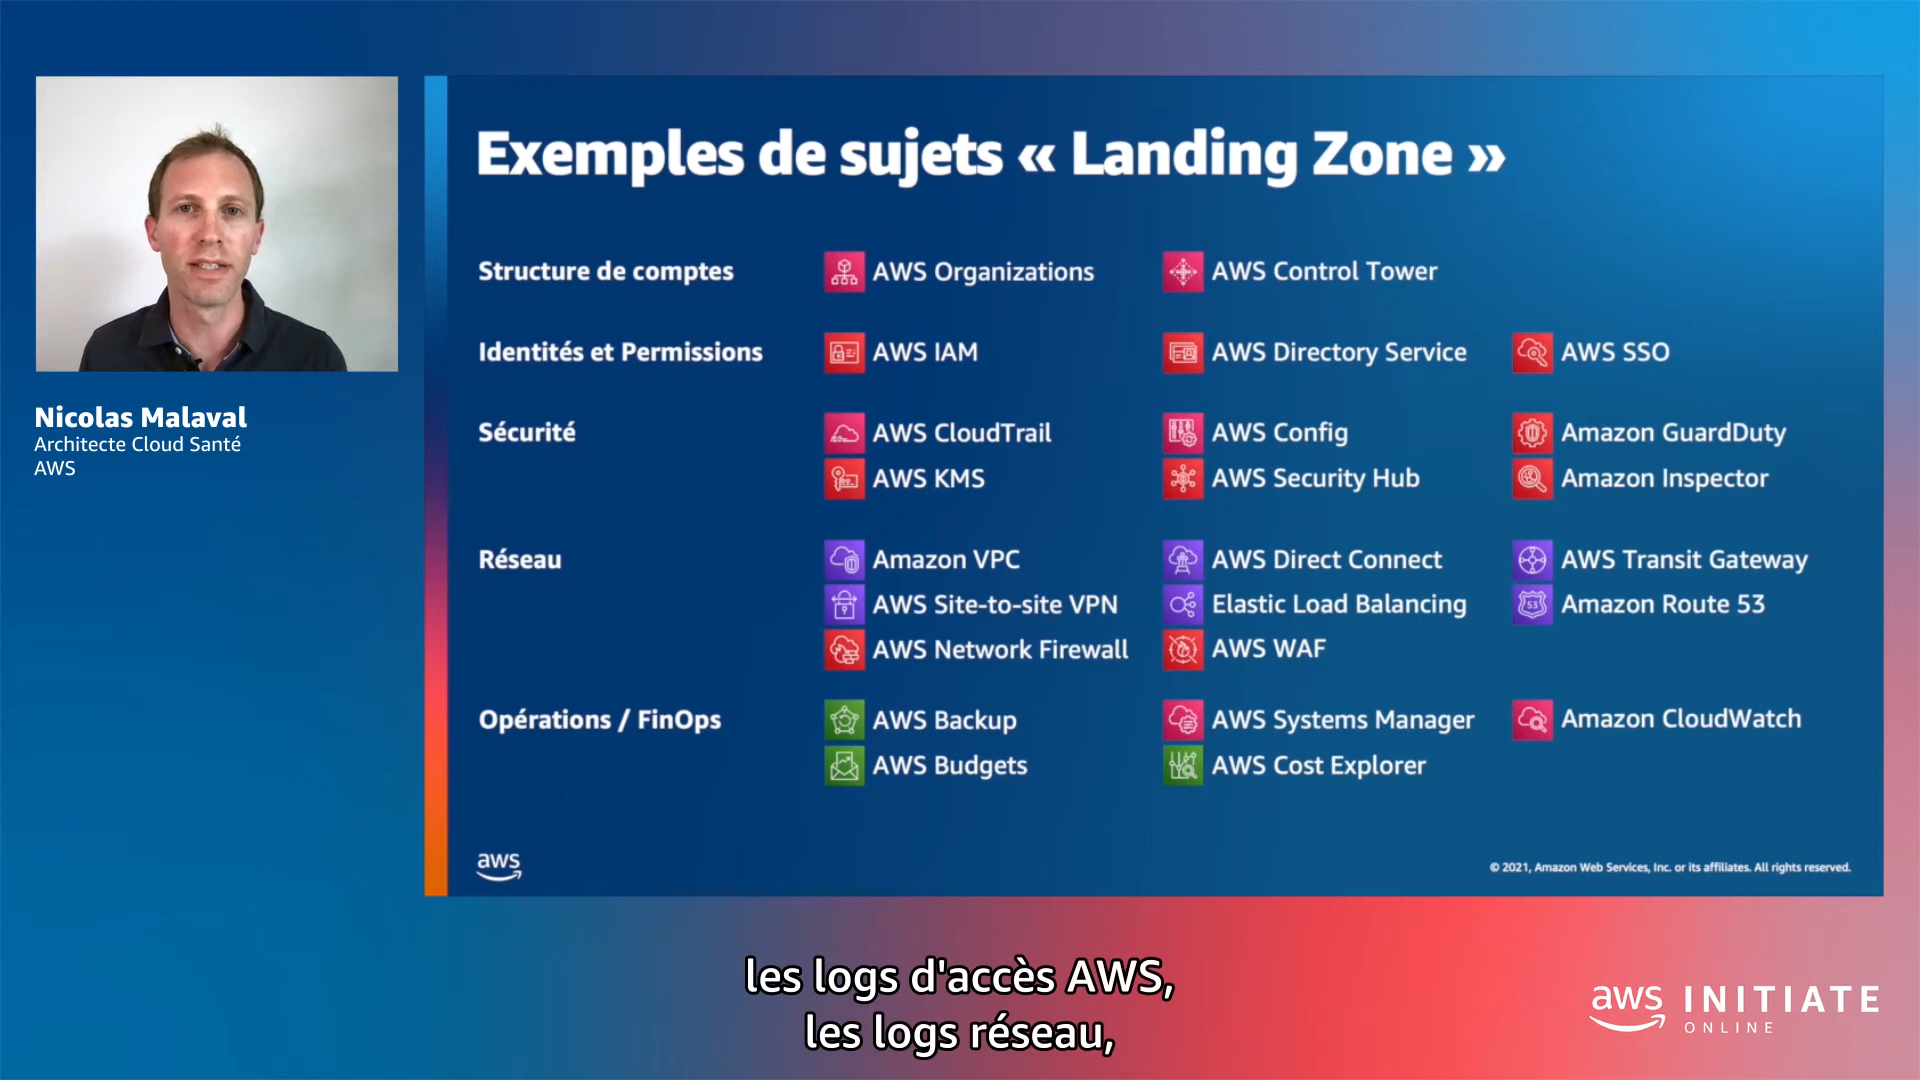 Exemples de sujets « Landing Zone »
Nicolas Malaval
Architecte Cloud Santé
AWS
Structure de comptes
AWS Organizations
AWS Control Tower
Identités et Permissions
AWS IAM
AWS Directory Service
AWS SSO
Sécurité
AWS CloudTrail
AWS Config
Amazon GuardDuty
AWS KMS
AWS Security Hub
Amazon Inspector
Réseau
Amazon VPC
AWS Direct Connect
AWS Transit Gateway
AWS Site-to-site VPN
Elastic Load Balancing
53
Amazon Route 53
AWS Network Firewall
AWS WAF
Opérations / FinOps
AWS Backup
AWS Systems Manager
Amazon CloudWatch
AWS Budgets
AWS Cost Explorer
aws
© 2021, Amazon Web Services, Inc. or its affiliates. All rights reserved.
les logs d'accès AWS,
les logs réseau,
aws INITIATE
ONLINE